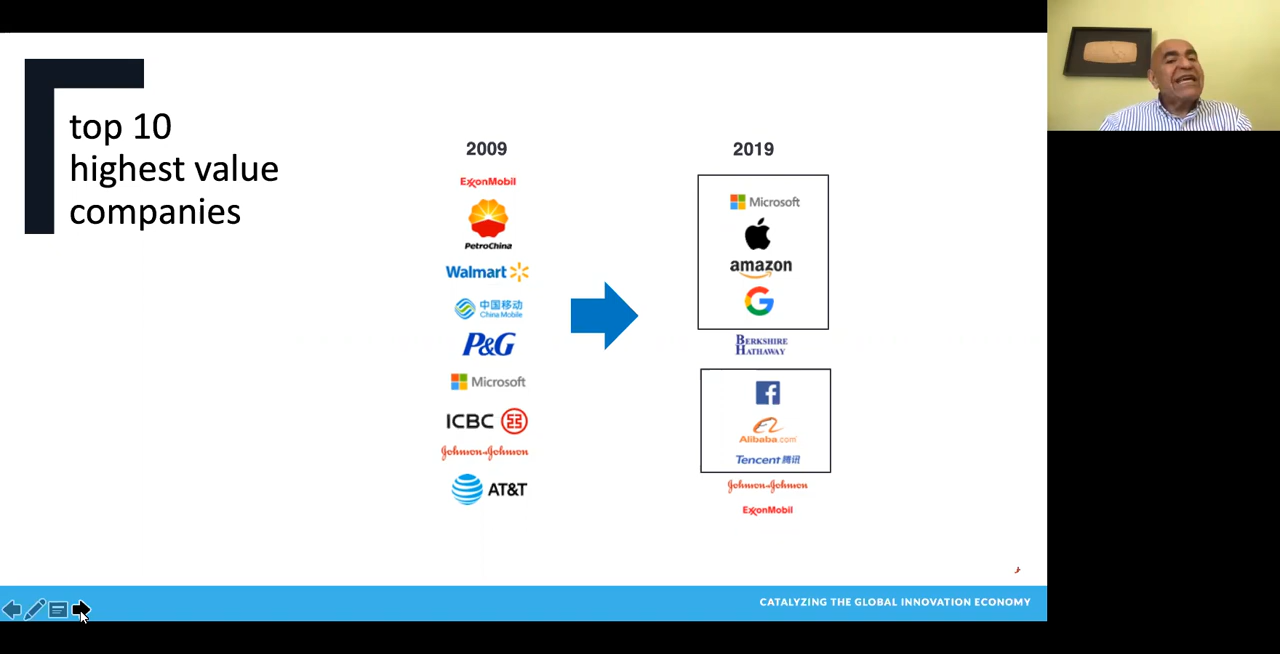 top 10
highest value
companies
2009
ExxonMobil
PetroChina
Walmart
中国移动
China Mobile
P&G
Microsoft
ICBC
Johnson&Johnson
AT&T
2019
Microsoft
amazon
G
BERKSHIRE
HATHAWAY
f
Alibaba.com
Tencent 腾讯
Johnson&Johnson
ExxonMobil
CATALYZING THE GLOBAL INNOVATION ECONOMY